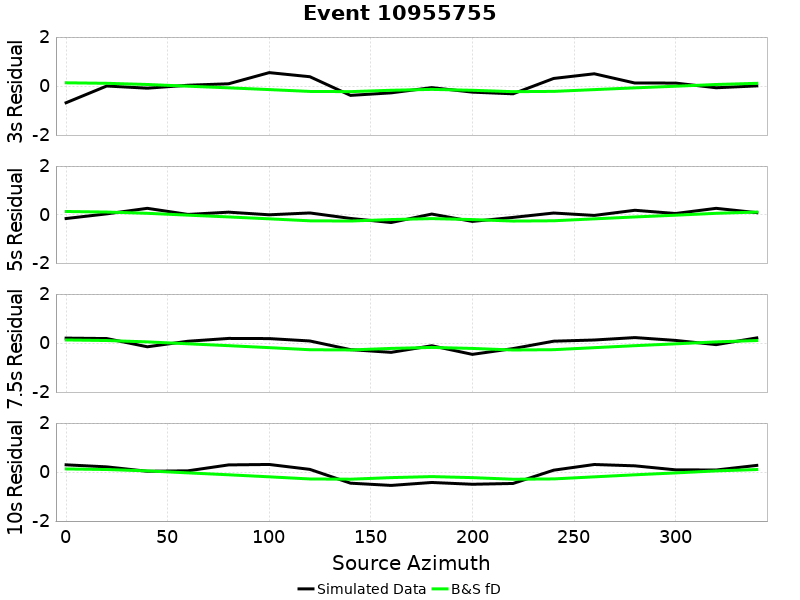 Event 10955755
3s Residual
2
0
-2
5s Residual
2
0
-2
7.5s Residual
2
0
-2
10s Residual
2
0
-2
0 50 100 150 200 250 300
Source Azimuth
Simulated Data B&S fD